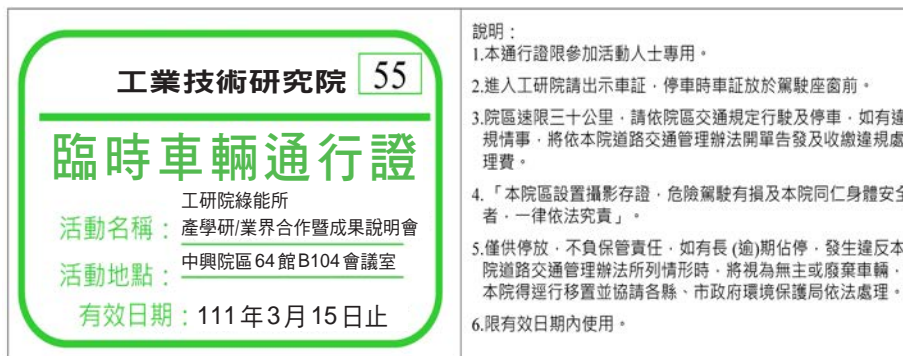 工業技術研究院 55
臨時車輛通行證
工研院綠能所
活動名稱：產學研/業界合作暨成果說明會
活動地點：中興院區64館B104會議室
有效日期：111年3月15日止
說明：
1.本通行證限參加活動人士專用。
2.進入工研院請出示車証，停車時車証放於駕駛座窗前。
3.院區速限三十公里，請依院區交通規定行駛及停車，如有違
規情事，將依本院道路交通管理辦法開單告發及收繳違規處
理費。
4.「本院區設置攝影存證，危險駕駛有損及本院同仁身體安全
者，一律依法究責」。
5.僅供停放，不負保管責任，如有長(逾)期佔停，發生違反本
院道路交通管理辦法所列情形時，將視為無主或廢棄車輛，
本院得逕行移置並協請各縣、市政府環境保護局依法處理。
6.限有效日期內使用。